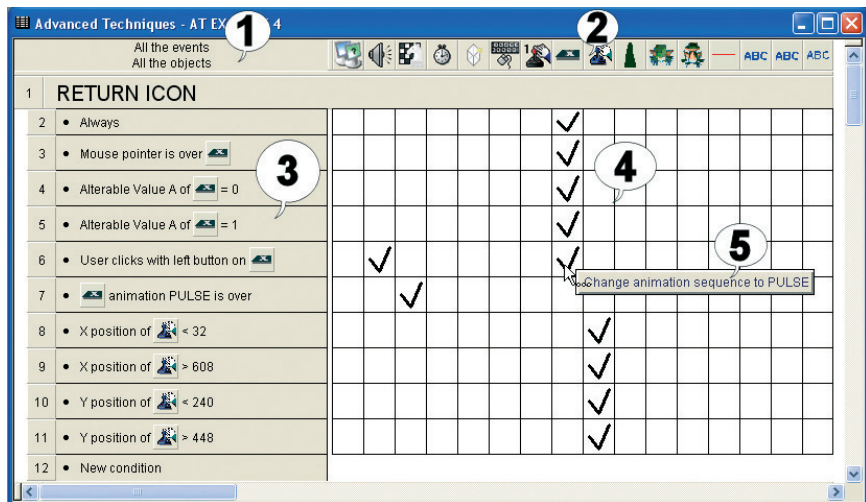 Advanced Techniques - AT EX 4
1
2
All the events
All the objects
1
ABC ABC ABC
1 RETURN ICON
2 • Always
3 • Mouse pointer is over
3
4
4 • Alterable Value A of = 0
5 • Alterable Value A of = 1
5
6 • User clicks with left button on
Change animation sequence to PULSE
7 • animation PULSE is over
8 • X position of < 32
9 • X position of > 608
10 • Y position of < 240
11 • Y position of > 448
12 • New condition